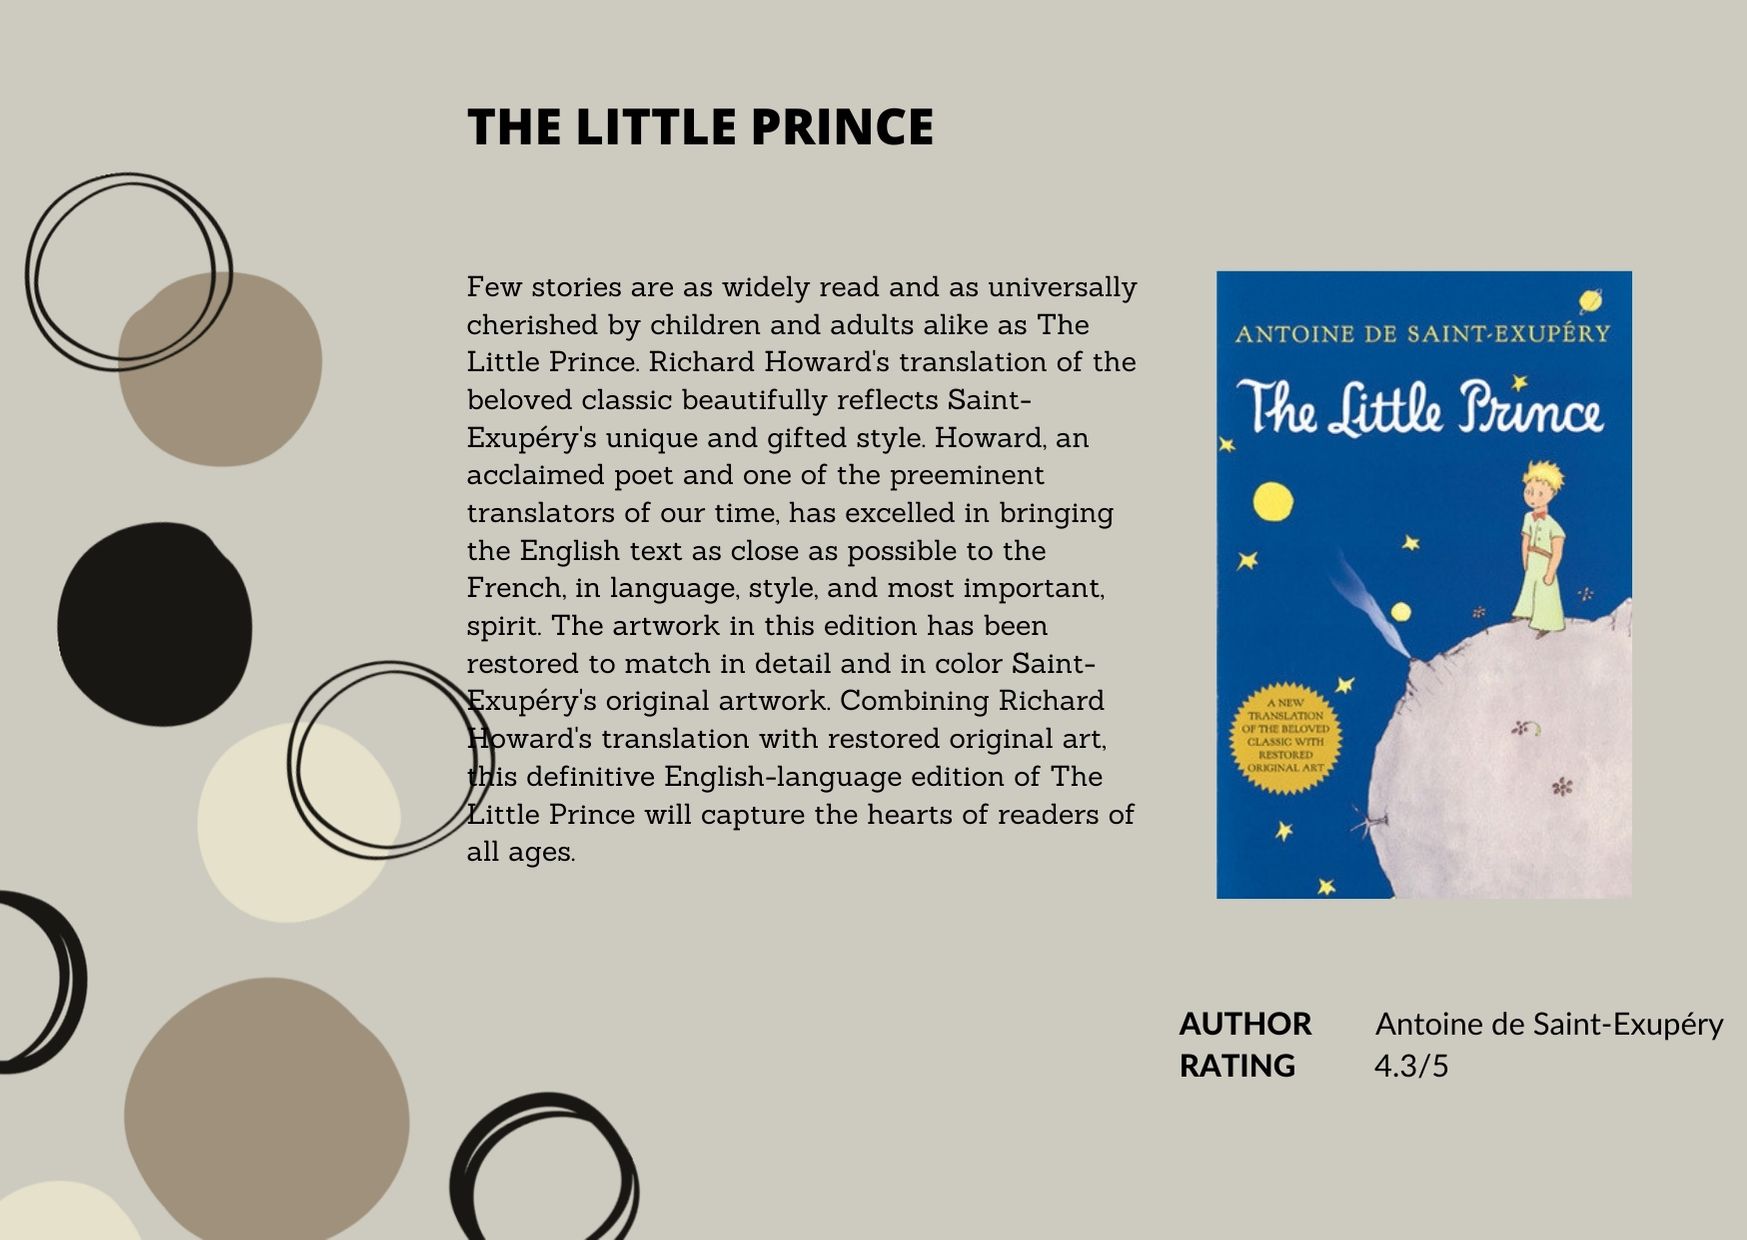 THE LITTLE PRINCE
Few stories are as widely read and as universally
cherished by children and adults alike as The
Little Prince. Richard Howard's translation of the
beloved classic beautifully reflects Saint-
Exupéry's unique and gifted style. Howard, an
acclaimed poet and one of the preeminent
translators of our time, has excelled in bringing
the English text as close as possible to the
French, in language, style, and most important,
spirit. The artwork in this edition has been
restored to match in detail and in color Saint-
Exupéry's original artwork. Combining Richard
Howard's translation with restored original art,
this definitive English-language edition of The
Little Prince will capture the hearts of readers of
all ages.
ANTOINE DE SAINT-EXUPÉRY
The Little Prince
A NEW
TRANSLATION
OF THE BELOVED
CLASSIC WITH
RESTORED
ORIGINAL ART
AUTHOR Antoine de Saint-Exupéry
RATING 4.3/5